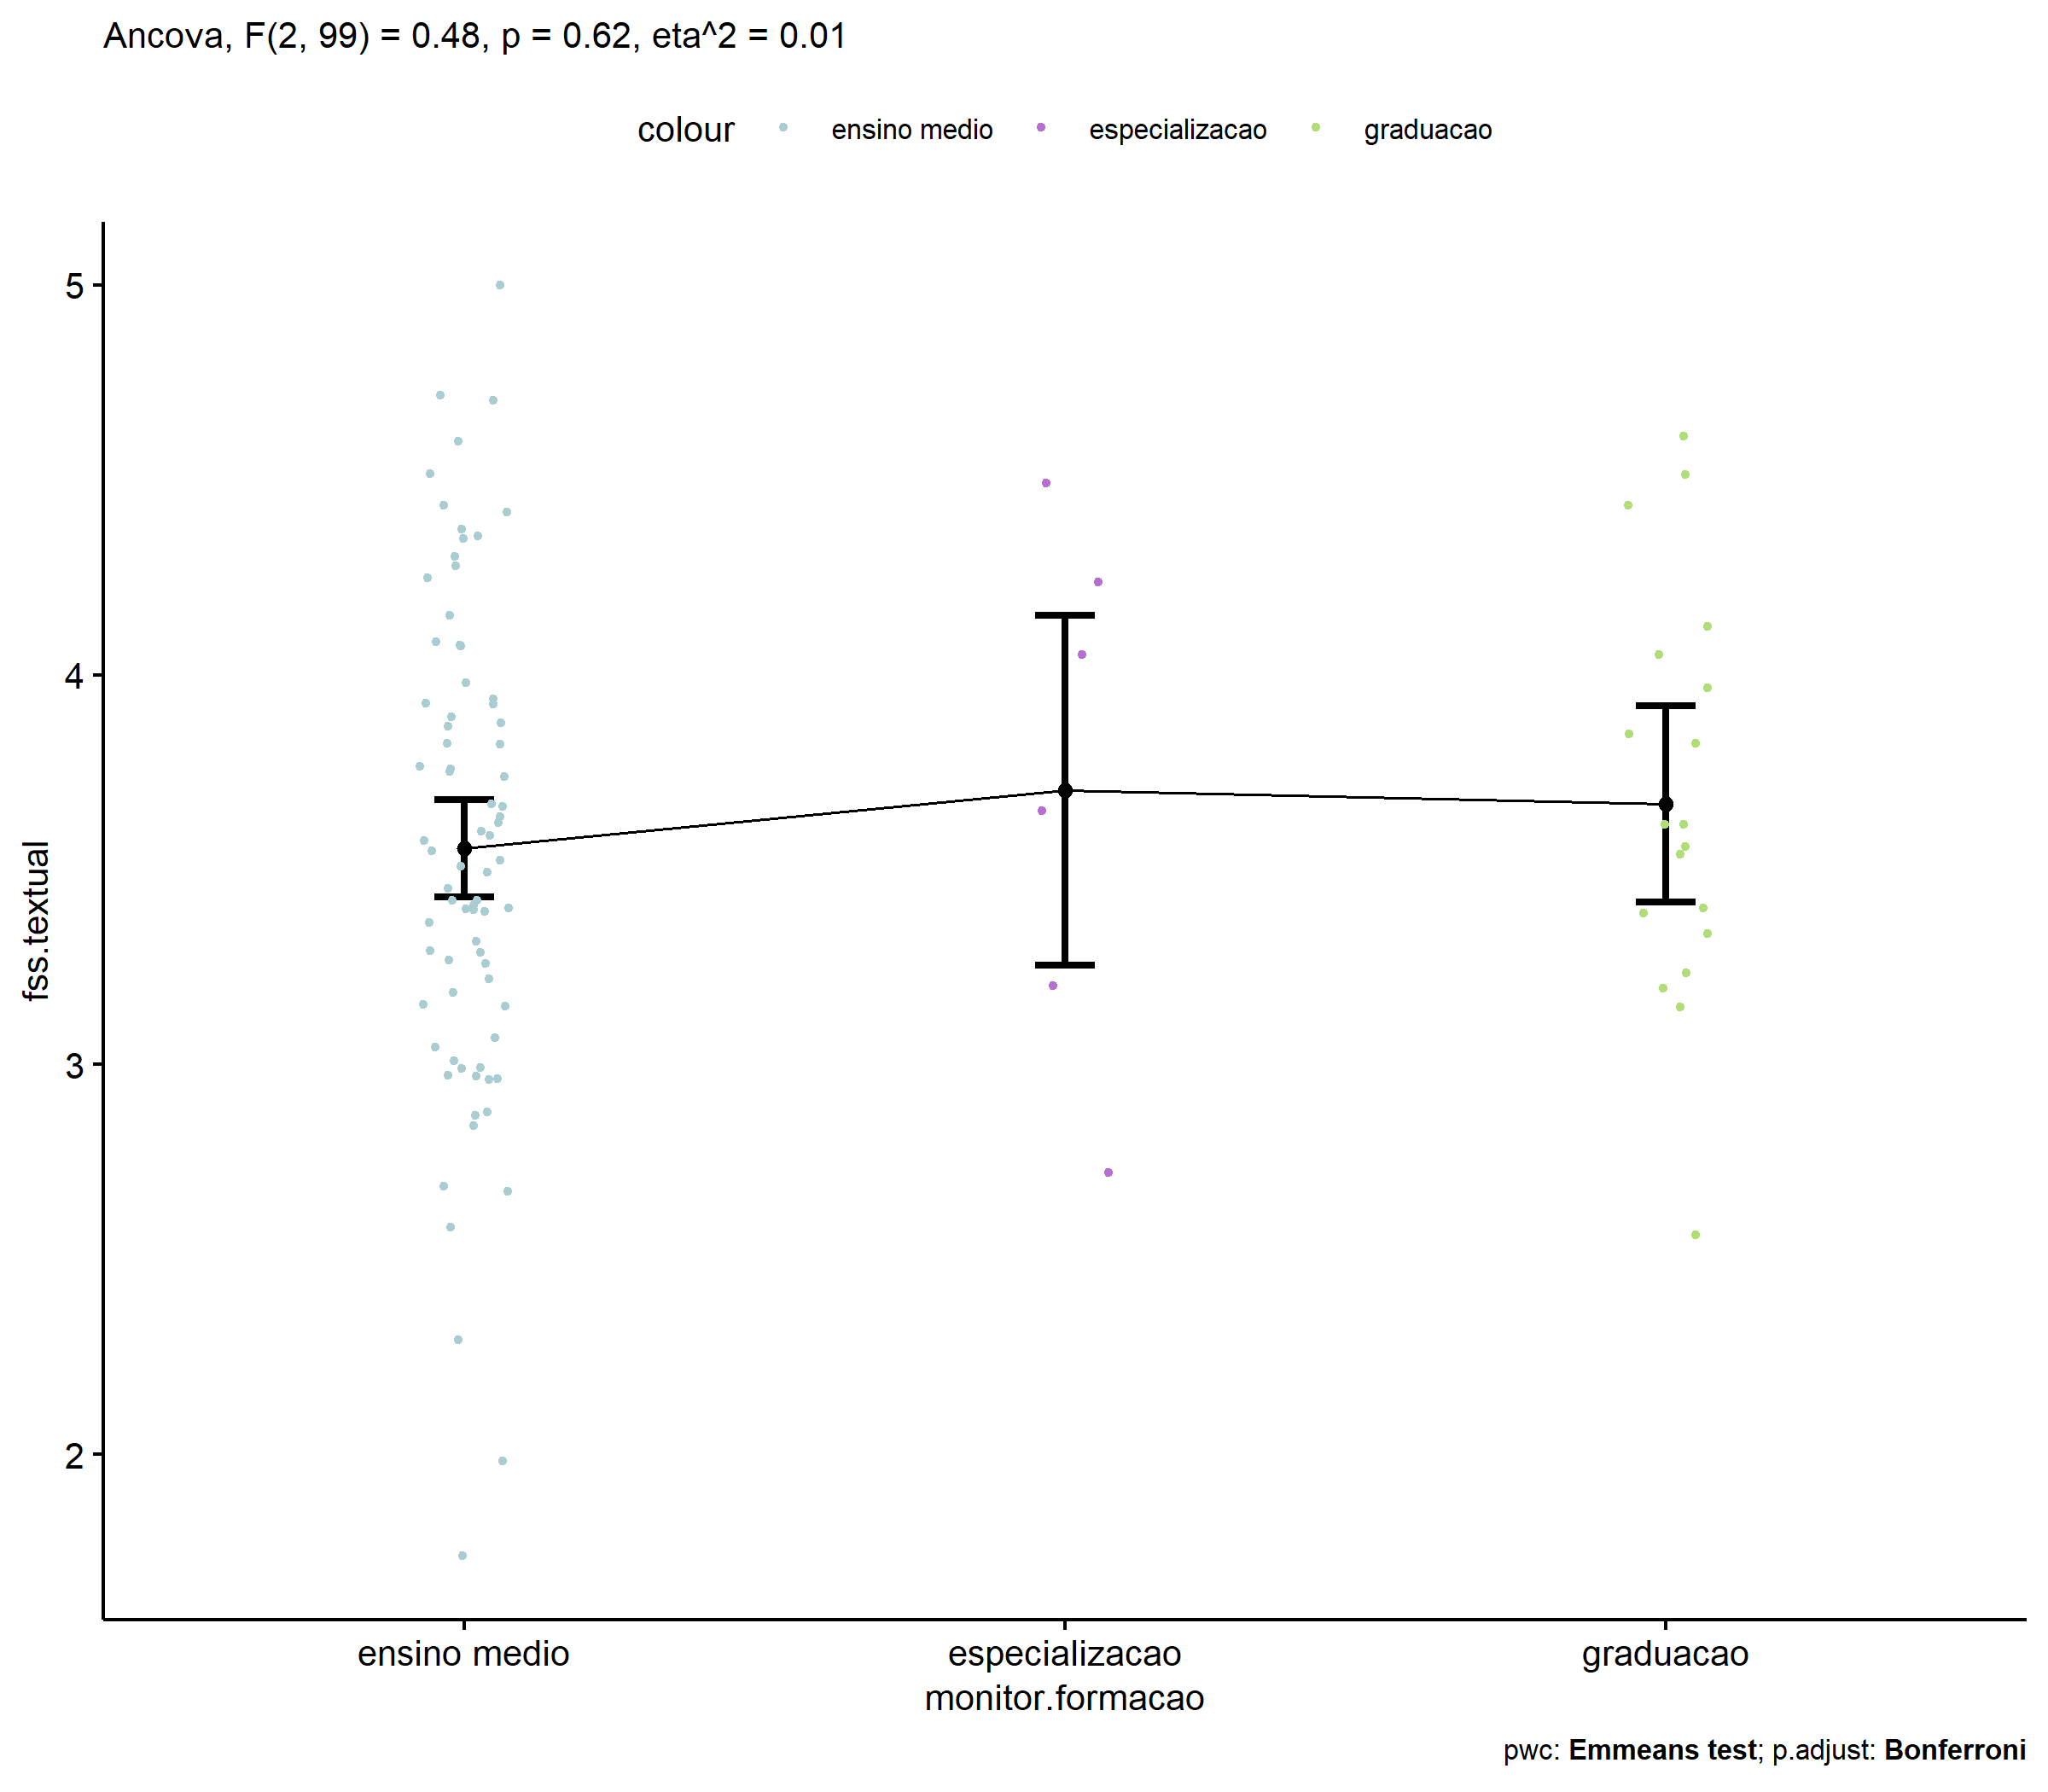 Ancova, F(2, 99) = 0.48, p = 0.62, eta^2 = 0.01
colour ensino medio especializacao graduacao
5
4
3
2
fss.textual
ensino medio especializacao graduacao
monitor.formacao
pwc: Emmeans test; p.adjust: Bonferroni